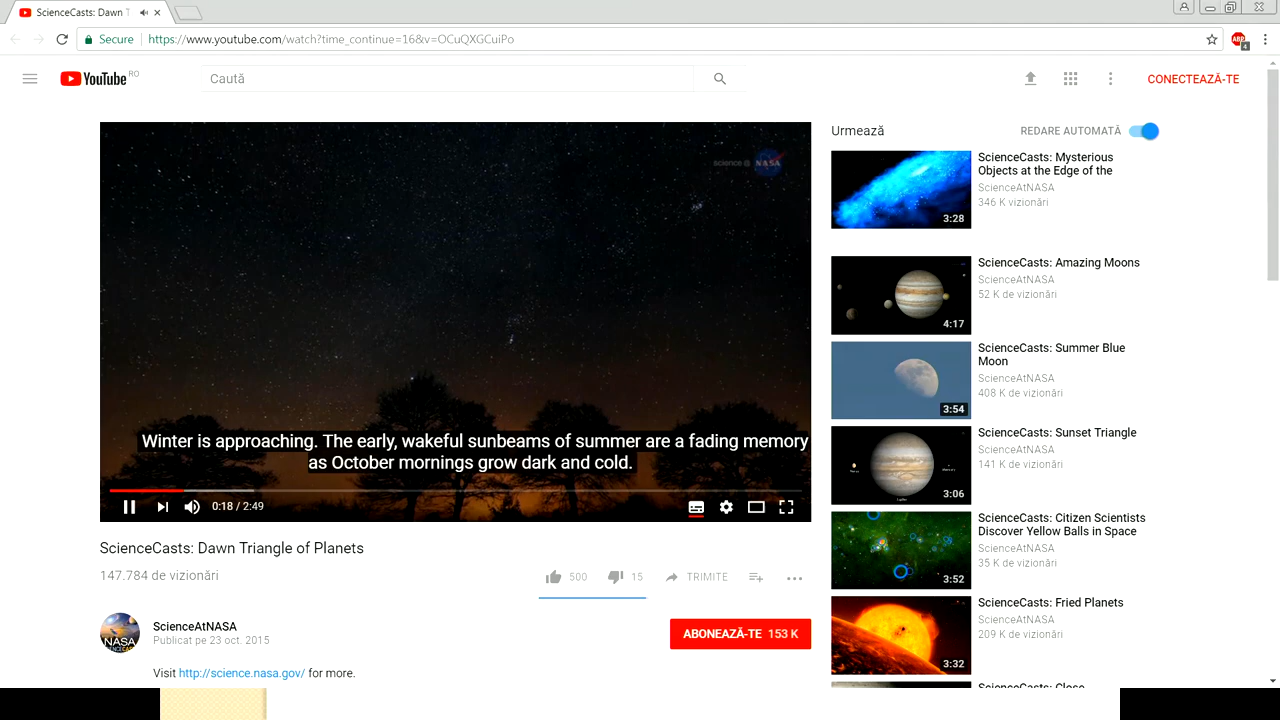 ScienceCasts: Dawn T
Secure
https://www.youtube.com/watch?time_continue=16&v=OCuQXGCuiPo
ABP
4
YouTube RO
Caută
CONECTEAZĂ-TE
science @ NASA
Winter is approaching. The early, wakeful sunbeams of summer are a fading memory
as October mornings grow dark and cold.
0:18 / 2:49
ScienceCasts: Dawn Triangle of Planets
147.784 de vizionări
500
15
TRIMITE
NASA
ScienceAtNASA
Publicat pe 23 oct. 2015
ABONEAZĂ-TE 153 K
Visit http://science.nasa.gov/ for more.
Urmează
REDARE AUTOMATĂ
3:28
ScienceCasts: Mysterious
Objects at the Edge of the
ScienceAtNASA
346 K vizionări
4:17
ScienceCasts: Amazing Moons
ScienceAtNASA
52 K de vizionări
3:54
ScienceCasts: Summer Blue
Moon
ScienceAtNASA
408 K de vizionări
3:06
ScienceCasts: Sunset Triangle
ScienceAtNASA
141 K de vizionări
3:52
ScienceCasts: Citizen Scientists
Discover Yellow Balls in Space
ScienceAtNASA
35 K de vizionări
3:32
ScienceCasts: Fried Planets
ScienceAtNASA
209 K de vizionări
ScienceCasts: Close